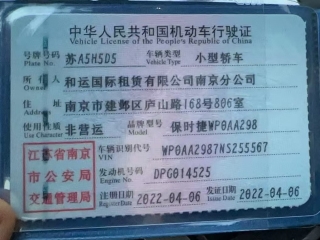 中华人民共和国机动车行驶证
Vehicle License of the People's Republic of China
号牌号码 苏A5H5D5 车辆类型 小型轿车
Plate No. Vehicle Type
所有人 和运国际租赁有限公司南京分公司
Owner
住址 南京市建邺区庐山路168号806室
Address
使用性质 非营运 品牌型号 保时捷WP0AA298
Use Character Model
江苏省南京 车辆识别代号 WP0AA2987NS255567
VIN
市公安局 发动机号码 DPG014525
Engine No.
交通管理局 注册日期 2022-04-06 发证日期 2022-04-06
Register Date Issue Date